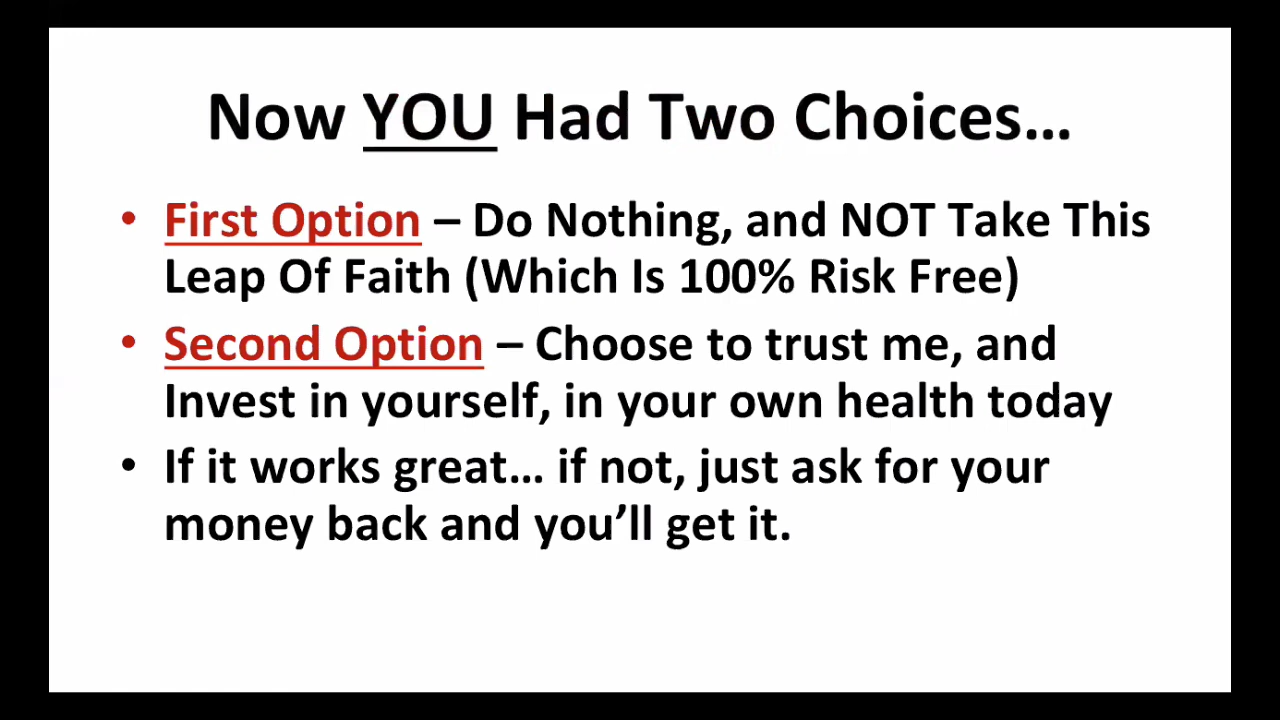 Now YOU Had Two Choices...
• First Option – Do Nothing, and NOT Take This
Leap Of Faith (Which Is 100% Risk Free)
• Second Option – Choose to trust me, and
Invest in yourself, in your own health today
• If it works great... if not, just ask for your
money back and you’ll get it.